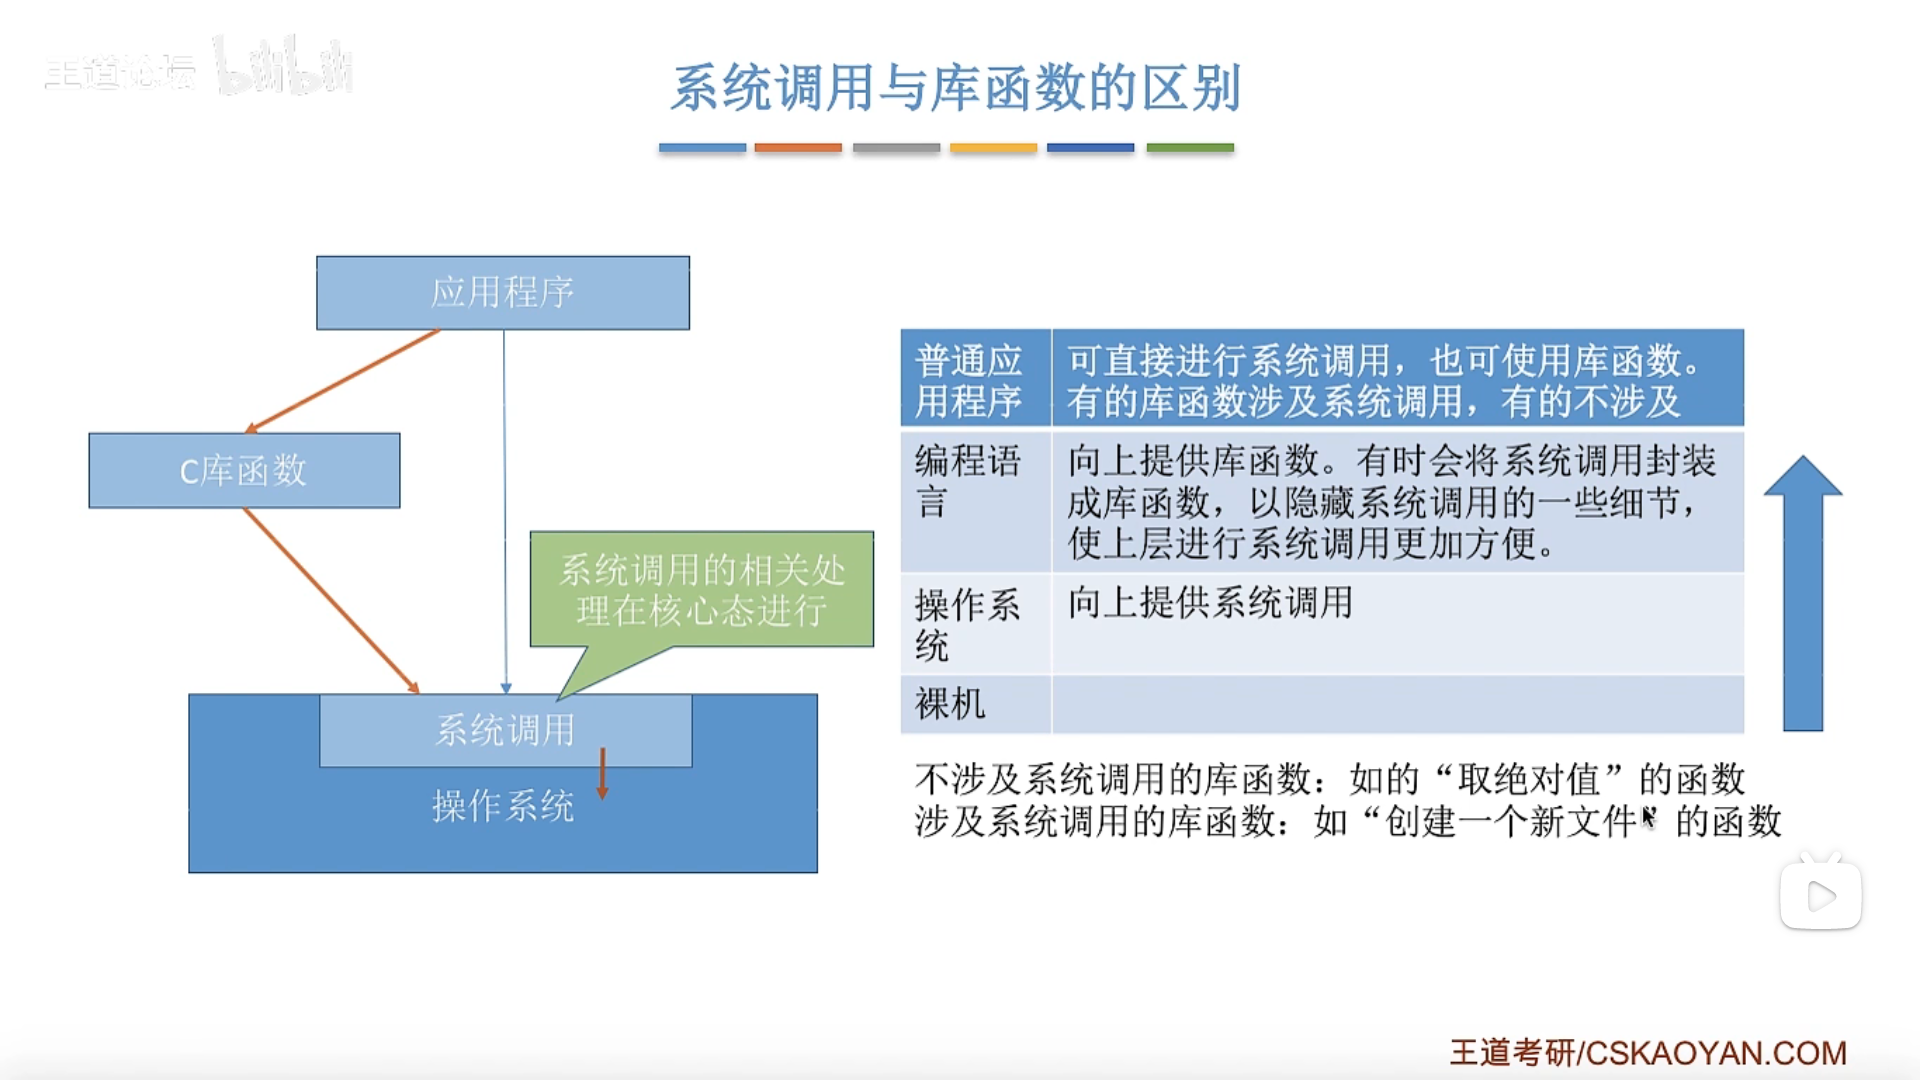 王道论坛 bilibili
系统调用与库函数的区别
应用程序
C库函数
系统调用的相关处
理在核心态进行
系统调用
操作系统
普通应
用程序
可直接进行系统调用，也可使用库函数。
有的库函数涉及系统调用，有的不涉及
编程语
言
向上提供库函数。有时会将系统调用封装
成库函数，以隐藏系统调用的一些细节，
使上层进行系统调用更加方便。
操作系
统
向上提供系统调用
裸机
不涉及系统调用的库函数：如的“取绝对值”的函数
涉及系统调用的库函数：如“创建一个新文件”的函数
王道考研/CSKAOYAN.COM